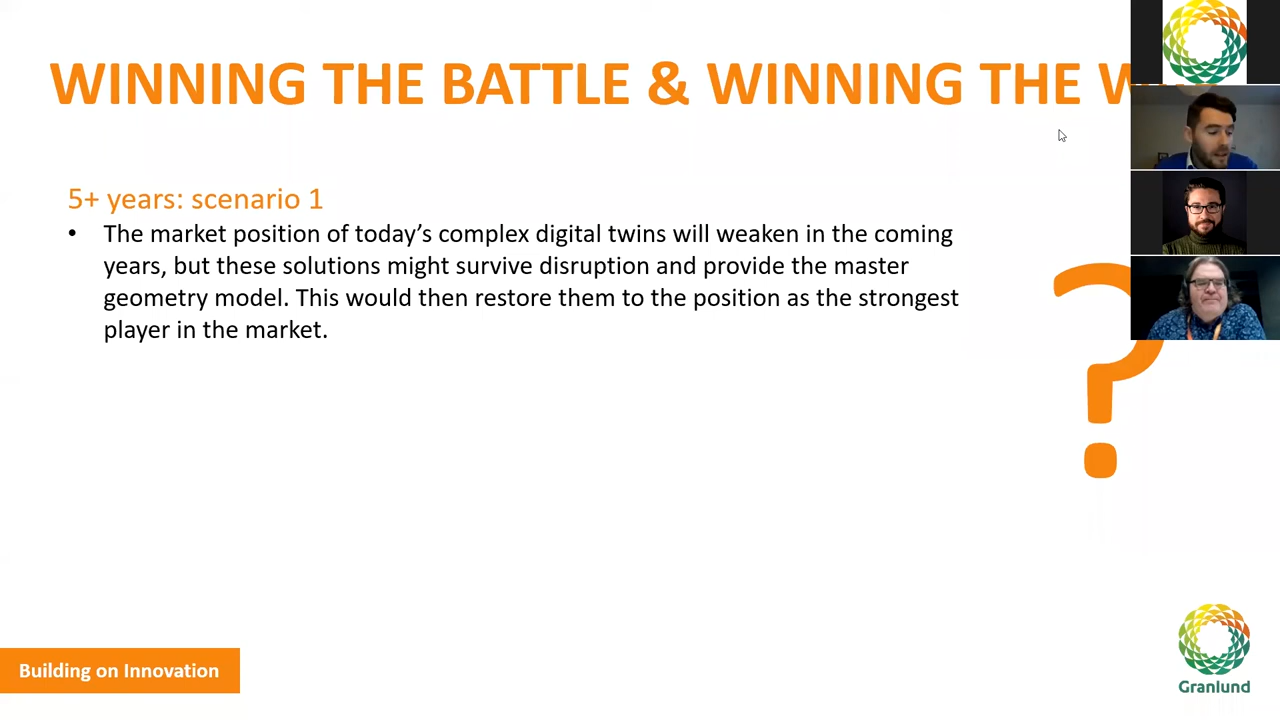 WINNING THE BATTLE & WINNING THE
5+ years: scenario 1
• The market position of today’s complex digital twins will weaken in the coming
years, but these solutions might survive disruption and provide the master
geometry model. This would then restore them to the position as the strongest
player in the market.
?
Building on Innovation
Granlund